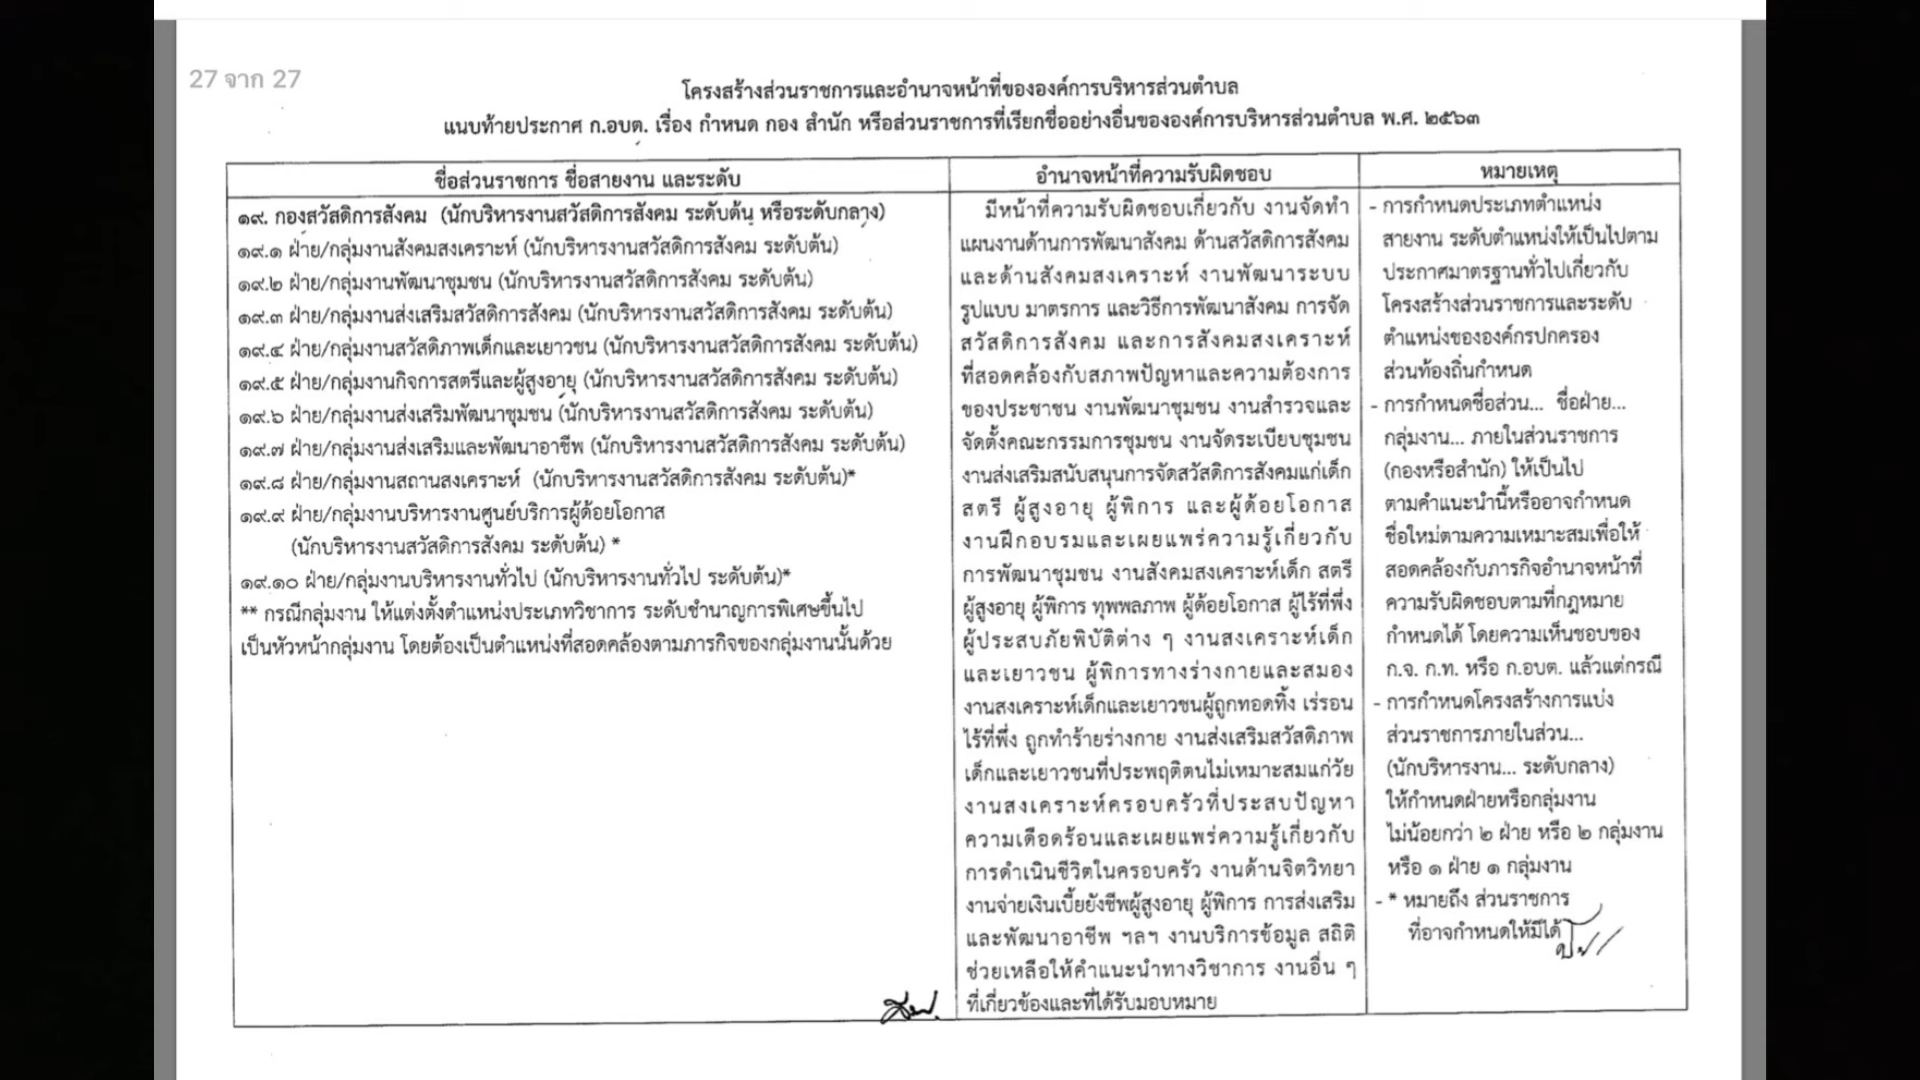 27 จาก 27
โครงสร้างส่วนราชการและอำนาจหน้าที่ขององค์การบริหารส่วนตำบล
แนบท้ายประกาศ ก.อบต. เรื่อง กำหนด กอง สำนัก หรือส่วนราชการที่เรียกชื่ออย่างอื่นขององค์การบริหารส่วนตำบล พ.ศ. ๒๕๖๓
ชื่อส่วนราชการ ชื่อสายงาน และระดับ
๑๙. กองสวัสดิการสังคม (นักบริหารงานสวัสดิการสังคม ระดับต้น หรือระดับกลาง)
๑๙.๑ ฝ่าย/กลุ่มงานสังคมสงเคราะห์ (นักบริหารงานสวัสดิการสังคม ระดับต้น)
๑๙.๒ ฝ่าย/กลุ่มงานพัฒนาชุมชน (นักบริหารงานสวัสดิการสังคม ระดับต้น)
๑๙.๓ ฝ่าย/กลุ่มงานส่งเสริมสวัสดิการสังคม (นักบริหารงานสวัสดิการสังคม ระดับต้น)
๑๙.๔ ฝ่าย/กลุ่มงานสวัสดิภาพเด็กและเยาวชน (นักบริหารงานสวัสดิการสังคม ระดับต้น)
๑๙.๕ ฝ่าย/กลุ่มงานกิจการสตรีและผู้สูงอายุ (นักบริหารงานสวัสดิการสังคม ระดับต้น)
๑๙.๖ ฝ่าย/กลุ่มงานส่งเสริมพัฒนาชุมชน (นักบริหารงานสวัสดิการสังคม ระดับต้น)
๑๙.๗ ฝ่าย/กลุ่มงานส่งเสริมและพัฒนาอาชีพ (นักบริหารงานสวัสดิการสังคม ระดับต้น)
๑๙.๘ ฝ่าย/กลุ่มงานสถานสงเคราะห์ (นักบริหารงานสวัสดิการสังคม ระดับต้น)*
๑๙.๙ ฝ่าย/กลุ่มงานบริหารงานศูนย์บริการผู้ด้อยโอกาส
(นักบริหารงานสวัสดิการสังคม ระดับต้น) *
๑๙.๑๐ ฝ่าย/กลุ่มงานบริหารงานทั่วไป (นักบริหารงานทั่วไป ระดับต้น)*
** กรณีกลุ่มงาน ให้แต่งตั้งตำแหน่งประเภทวิชาการ ระดับชำนาญการพิเศษขึ้นไป
เป็นหัวหน้ากลุ่มงาน โดยต้องเป็นตำแหน่งที่สอดคล้องตามภารกิจของกลุ่มงานนั้นด้วย
อำนาจหน้าที่ความรับผิดชอบ
มีหน้าที่ความรับผิดชอบเกี่ยวกับ งานจัดทำ
แผนงานด้านการพัฒนาสังคม ด้านสวัสดิการสังคม
และด้านสังคมสงเคราะห์ งานพัฒนาระบบ
รูปแบบ มาตรการ และวิธีการพัฒนาสังคม การจัด
สวัสดิการสังคม และการสังคมสงเคราะห์
ที่สอดคล้องกับสภาพปัญหาและความต้องการ
ของประชาชน งานพัฒนาชุมชน งานสำรวจและ
จัดตั้งคณะกรรมการชุมชน งานจัดระเบียบชุมชน
งานส่งเสริมสนับสนุนการจัดสวัสดิการสังคมแก่เด็ก
สตรี ผู้สูงอายุ ผู้พิการ และผู้ด้อยโอกาส
งานฝึกอบรมและเผยแพร่ความรู้เกี่ยวกับ
การพัฒนาชุมชน งานสังคมสงเคราะห์เด็ก สตรี
ผู้สูงอายุ ผู้พิการ ทุพพลภาพ ผู้ด้อยโอกาส ผู้ไร้ที่พึ่ง
ผู้ประสบภัยพิบัติต่าง ๆ งานสงเคราะห์เด็ก
และเยาวชน ผู้พิการทางร่างกายและสมอง
งานสงเคราะห์เด็กและเยาวชนผู้ถูกทอดทิ้ง เร่ร่อน
ไร้ที่พึ่ง ถูกทำร้ายร่างกาย งานส่งเสริมสวัสดิภาพ
เด็กและเยาวชนที่ประพฤติตนไม่เหมาะสมแก่วัย
งานสงเคราะห์ครอบครัวที่ประสบปัญหา
ความเดือดร้อนและเผยแพร่ความรู้เกี่ยวกับ
การดำเนินชีวิตในครอบครัว งานด้านจิตวิทยา
งานจ่ายเงินเบี้ยยังชีพผู้สูงอายุ ผู้พิการ การส่งเสริม
และพัฒนาอาชีพ ฯลฯ งานบริการข้อมูล สถิติ
ช่วยเหลือให้คำแนะนำทางวิชาการ งานอื่น ๆ
ที่เกี่ยวข้องและที่ได้รับมอบหมาย
หมายเหตุ
- การกำหนดประเภทตำแหน่ง
สายงาน ระดับตำแหน่งให้เป็นไปตาม
ประกาศมาตรฐานทั่วไปเกี่ยวกับ
โครงสร้างส่วนราชการและระดับ
ตำแหน่งขององค์กรปกครอง
ส่วนท้องถิ่นกำหนด
- การกำหนดชื่อส่วน... ชื่อฝ่าย...
กลุ่มงาน... ภายในส่วนราชการ
(กองหรือสำนัก) ให้เป็นไป
ตามคำแนะนำนี้หรืออาจกำหนด
ชื่อใหม่ตามความเหมาะสมเพื่อให้
สอดคล้องกับภารกิจอำนาจหน้าที่
ความรับผิดชอบตามที่กฎหมาย
กำหนดได้ โดยความเห็นชอบของ
ก.จ. ก.ท. หรือ ก.อบต. แล้วแต่กรณี
- การกำหนดโครงสร้างการแบ่ง
ส่วนราชการภายในส่วน...
(นักบริหารงาน... ระดับกลาง)
ให้กำหนดฝ่ายหรือกลุ่มงาน
ไม่น้อยกว่า ๒ ฝ่าย หรือ ๒ กลุ่มงาน
หรือ ๑ ฝ่าย ๑ กลุ่มงาน
- * หมายถึง ส่วนราชการ
ที่อาจกำหนดให้มีได้